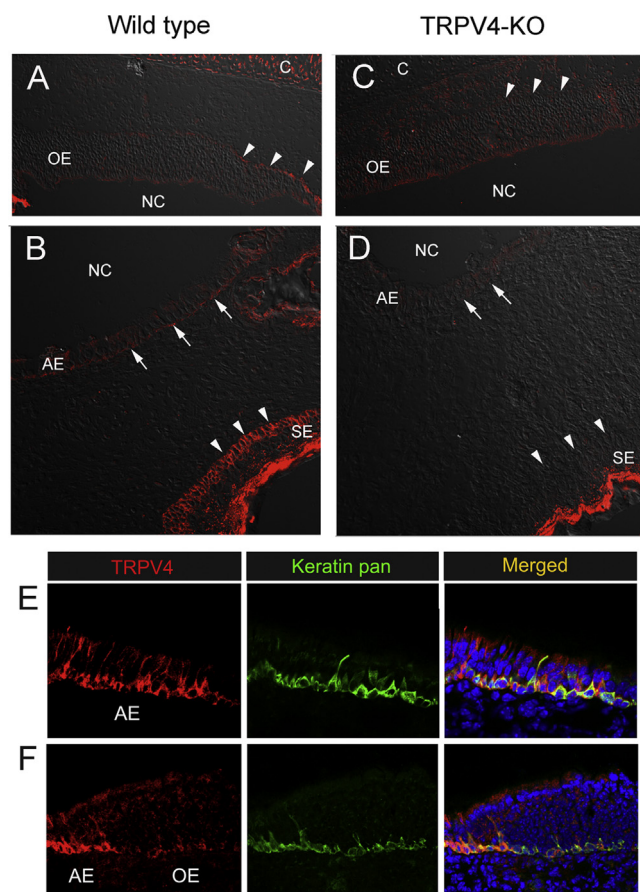 Wild type
TRPV4-KO
A
C
OE
NC
C
C
OE
NC
B
NC
AE
SE
D
NC
AE
SE
TRPV4
Keratin pan
Merged
E
AE
F
AE
OE